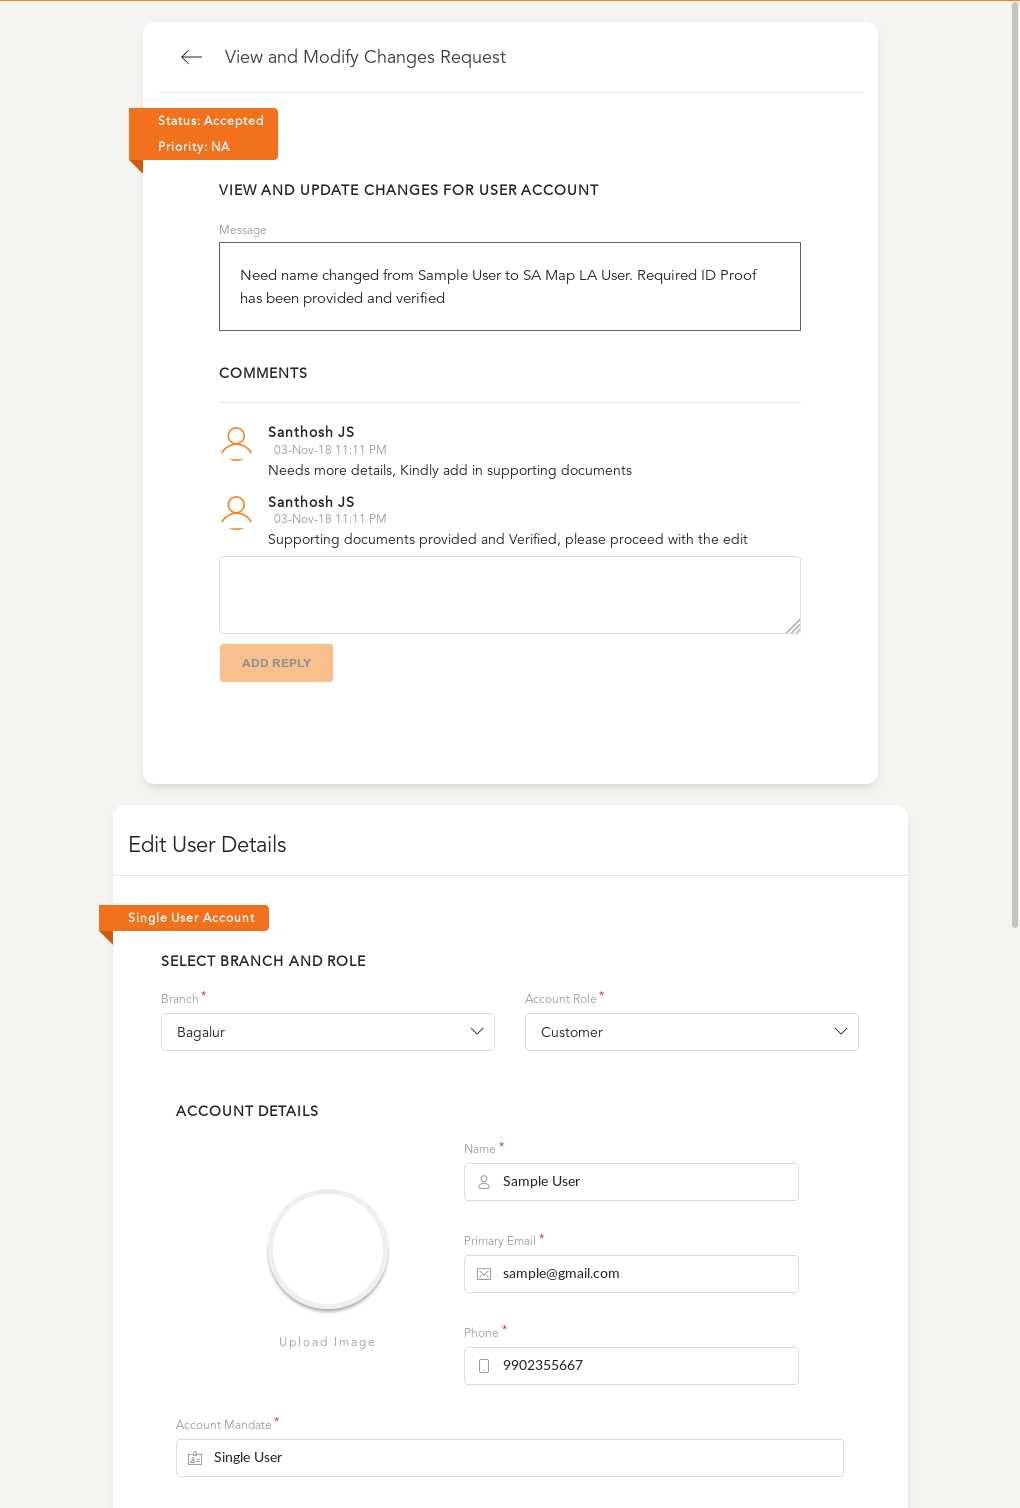 View and Modify Changes Request
Status: Accepted
Priority: NA
VIEW AND UPDATE CHANGES FOR USER ACCOUNT
Message
Need name changed from Sample User to SA Map LA User. Required ID Proof
has been provided and verified
COMMENTS
Santhosh JS
03-Nov-18 11:11 PM
Needs more details, Kindly add in supporting documents
Santhosh JS
03-Nov-18 11:11 PM
Supporting documents provided and Verified, please proceed with the edit
ADD REPLY
Edit User Details
Single User Account
SELECT BRANCH AND ROLE
Branch *
Account Role *
Bagalur
Customer
ACCOUNT DETAILS
Name *
Sample User
Primary Email *
sample@gmail.com
Upload Image
Phone *
9902355667
Account Mandate *
Single User